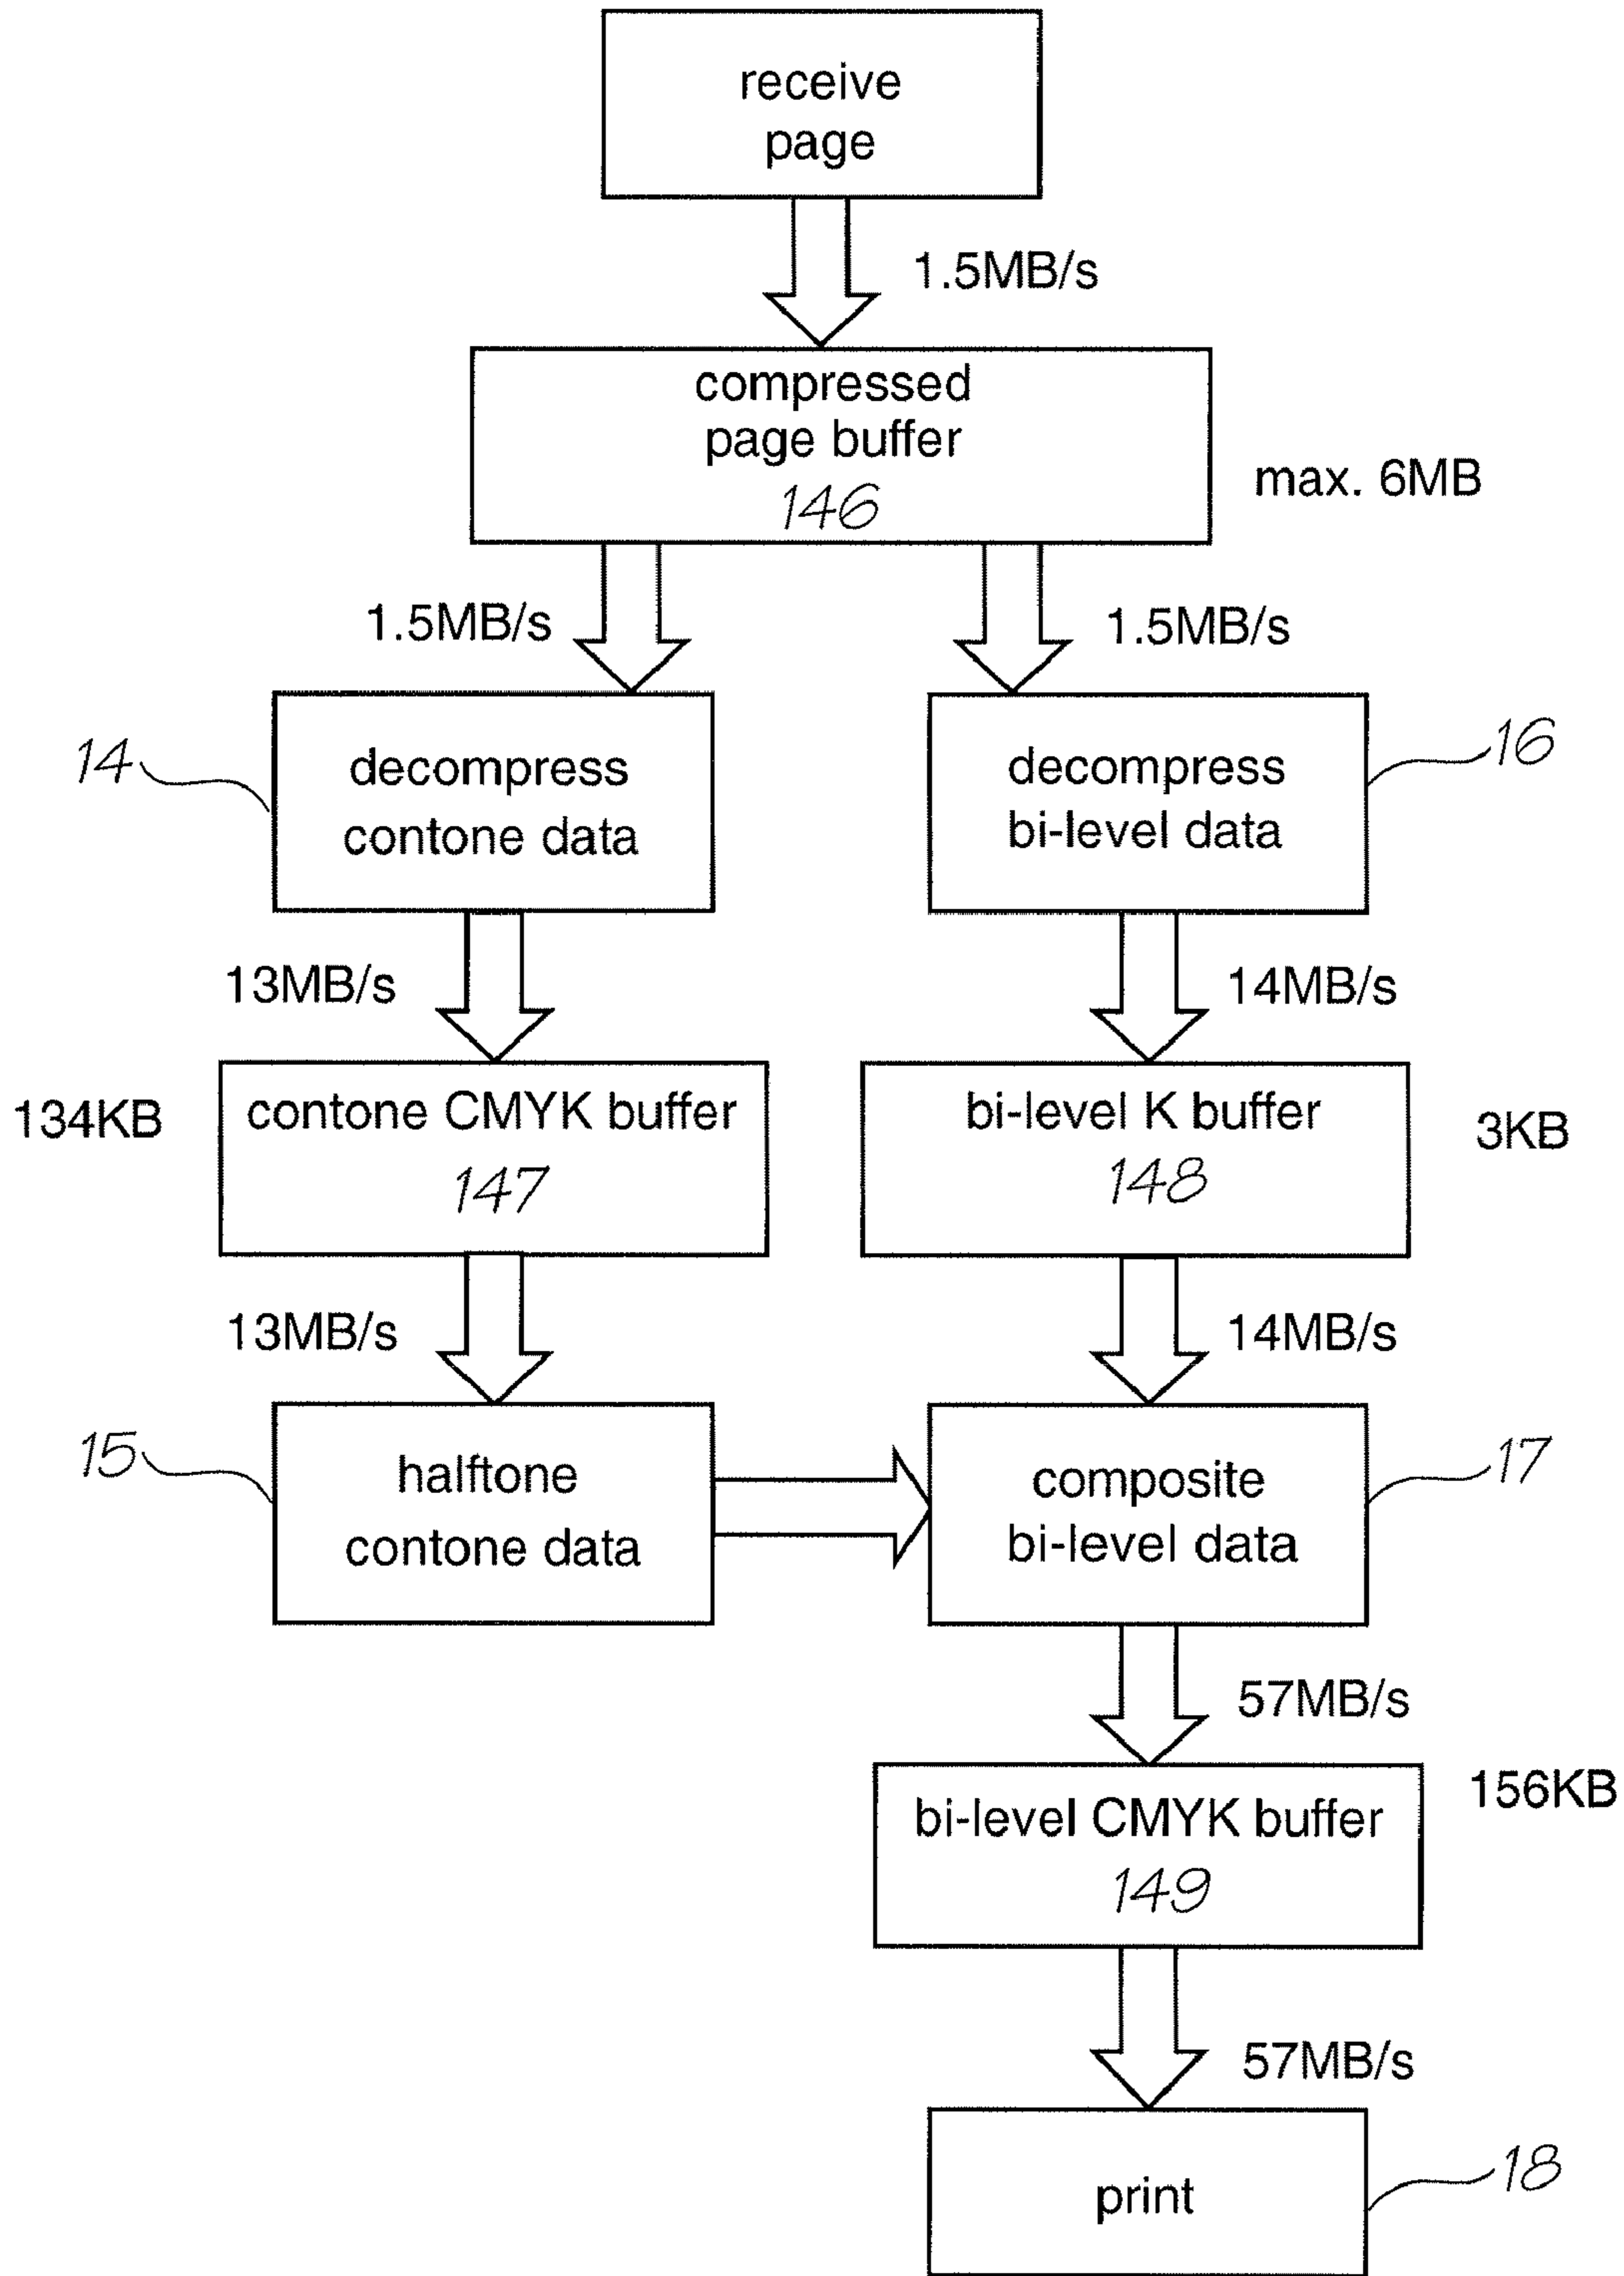 receive
page
1.5MB/s
compressed
page buffer
146
max. 6MB
1.5MB/s
1.5MB/s
14
decompress
contone data
decompress
bi-level data
16
13MB/s
14MB/s
134KB
contone CMYK buffer
147
bi-level K buffer
148
3KB
13MB/s
14MB/s
15
halftone
contone data
composite
bi-level data
17
57MB/s
bi-level CMYK buffer
149
156KB
57MB/s
print
18